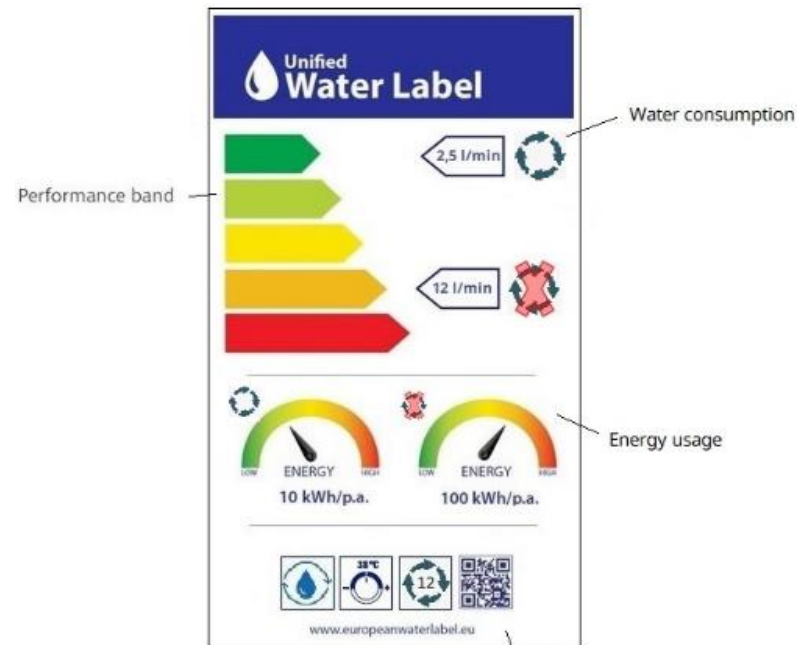 Unified
Water Label
Water consumption
2,5 l/min
Performance band
12 l/min
Energy usage
LOW ENERGY HIGH
10 kWh/p.a.
LOW ENERGY HIGH
100 kWh/p.a.
38°C
- +
12
www.europeanwaterlabel.eu